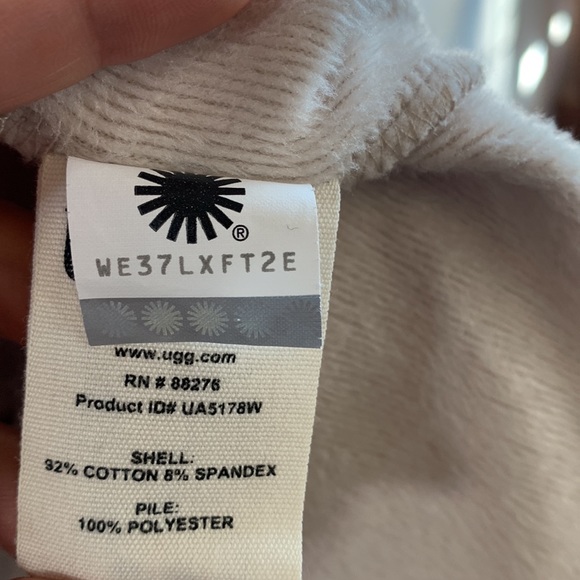 ®
WE37LXFT2E
www.ugg.com
RN # 88276
Product ID# UA5178W
SHELL:
92% COTTON 8% SPANDEX
PILE:
100% POLYESTER